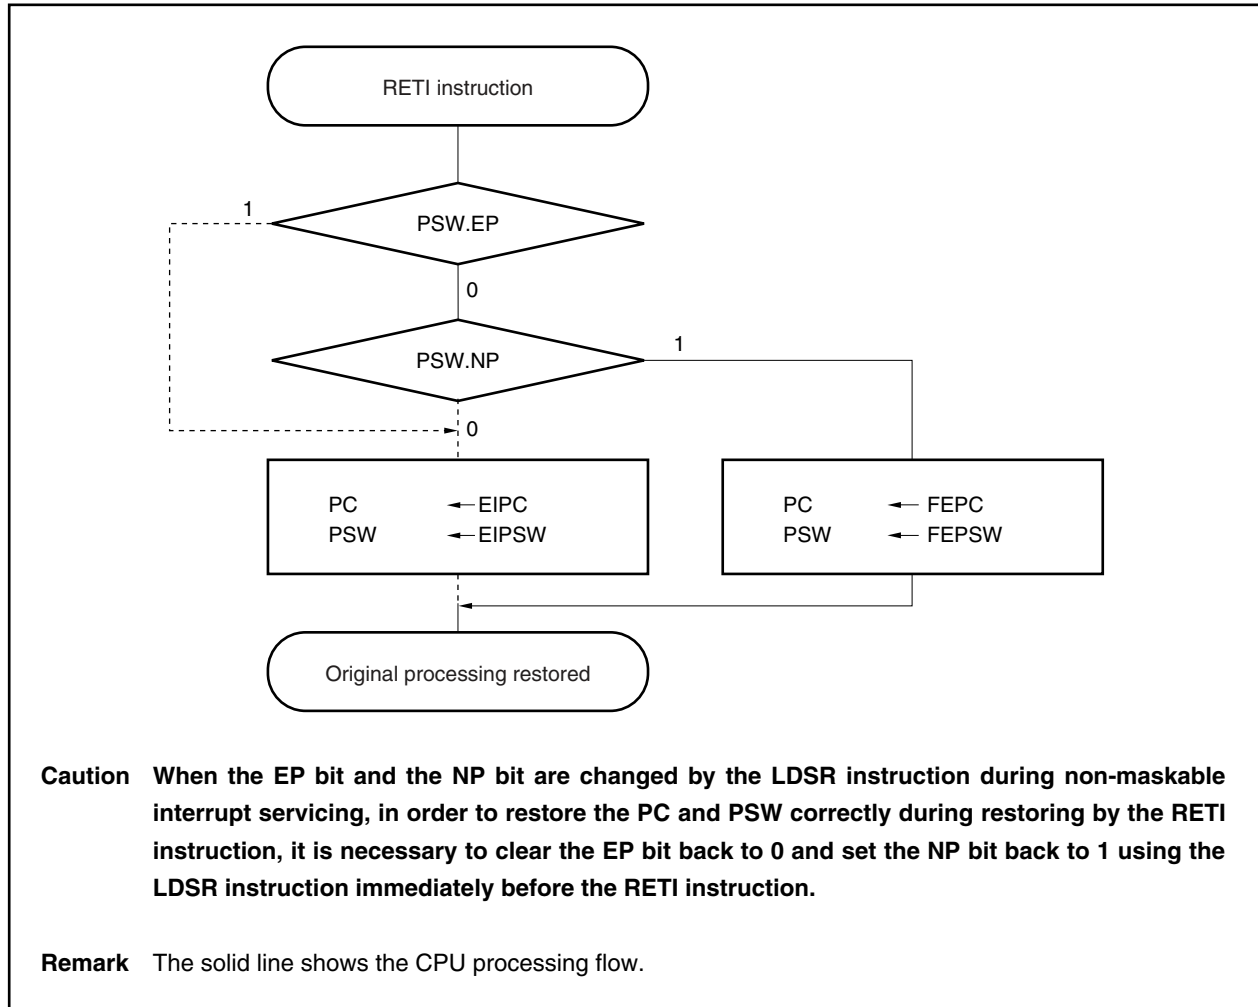 RETI instruction
1
PSW.EP
0
PSW.NP
1
0
PC ← EIPC
PSW ← EIPSW
PC ← FEPC
PSW ← FEPSW
Original processing restored
Caution When the EP bit and the NP bit are changed by the LDSR instruction during non-maskable
interrupt servicing, in order to restore the PC and PSW correctly during restoring by the RETI
instruction, it is necessary to clear the EP bit back to 0 and set the NP bit back to 1 using the
LDSR instruction immediately before the RETI instruction.
Remark The solid line shows the CPU processing flow.